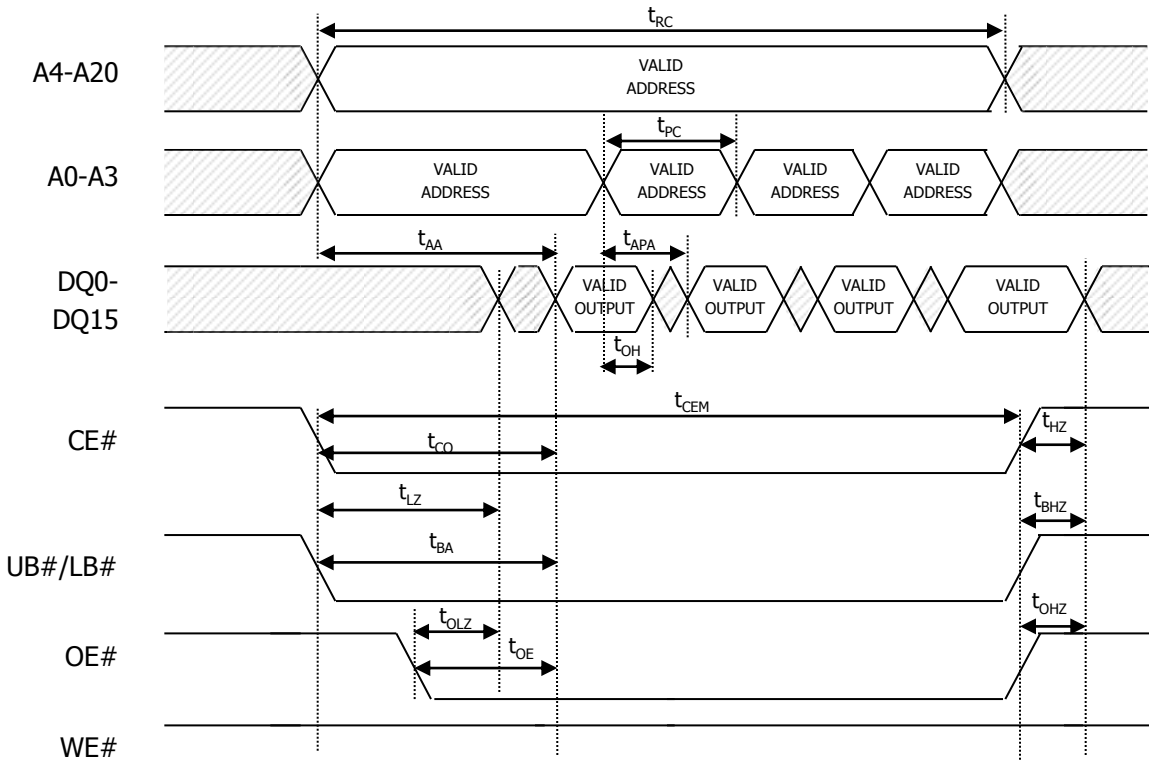 tRC
A4-A20
VALID
ADDRESS
tPC
A0-A3
VALID
ADDRESS
VALID
ADDRESS
VALID
ADDRESS
VALID
ADDRESS
tAA
tAPA
DQ0-
DQ15
VALID
OUTPUT
VALID
OUTPUT
VALID
OUTPUT
VALID
OUTPUT
tOH
tCEM
CE#
tCO
tHZ
tLZ
tBHZ
UB#/LB#
tBA
tOLZ
tOHZ
OE#
tOE
WE#